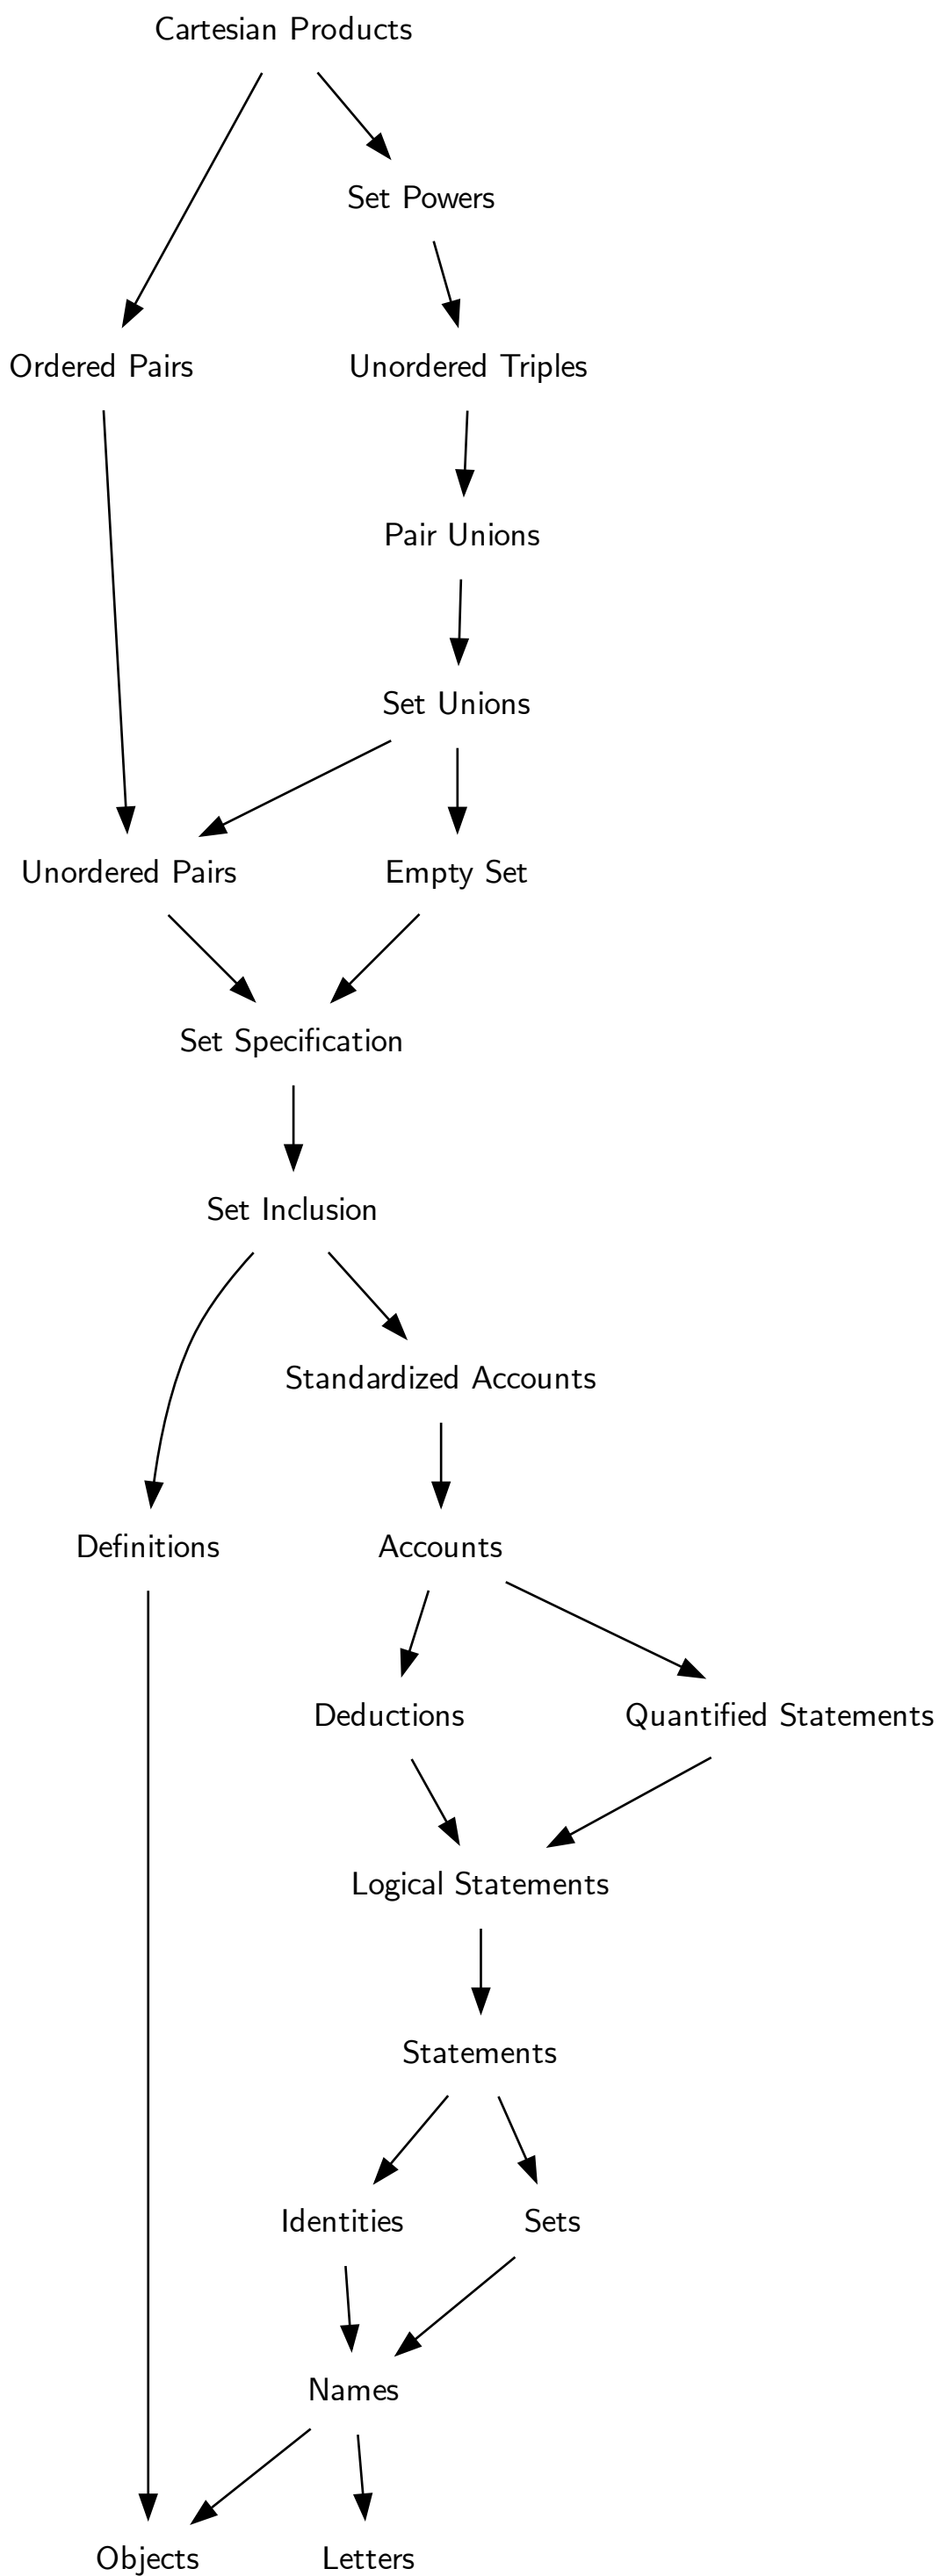 Cartesian Products
Set Powers
Ordered Pairs
Unordered Triples
Pair Unions
Set Unions
Unordered Pairs
Empty Set
Set Specification
Set Inclusion
Standardized Accounts
Definitions
Accounts
Deductions
Quantified Statements
Logical Statements
Statements
Identities
Sets
Names
Objects
Letters